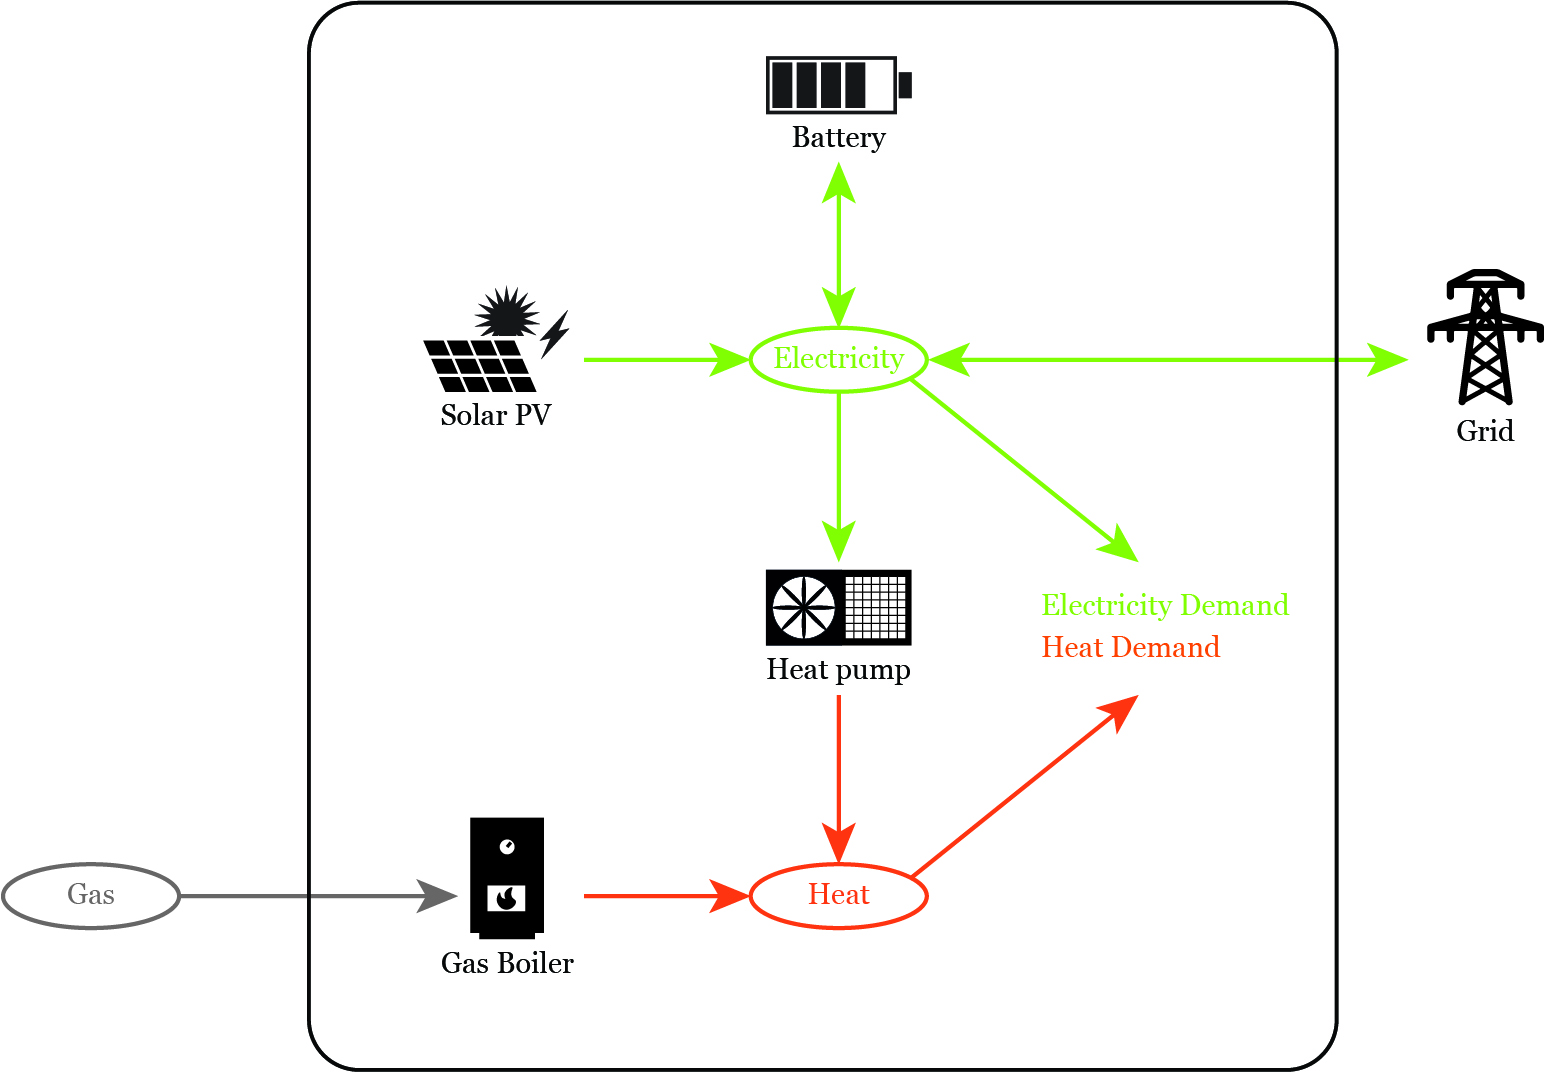 Battery
Electricity
Solar PV
Grid
Electricity Demand
Heat Demand
Heat pump
Gas
Heat
Gas Boiler